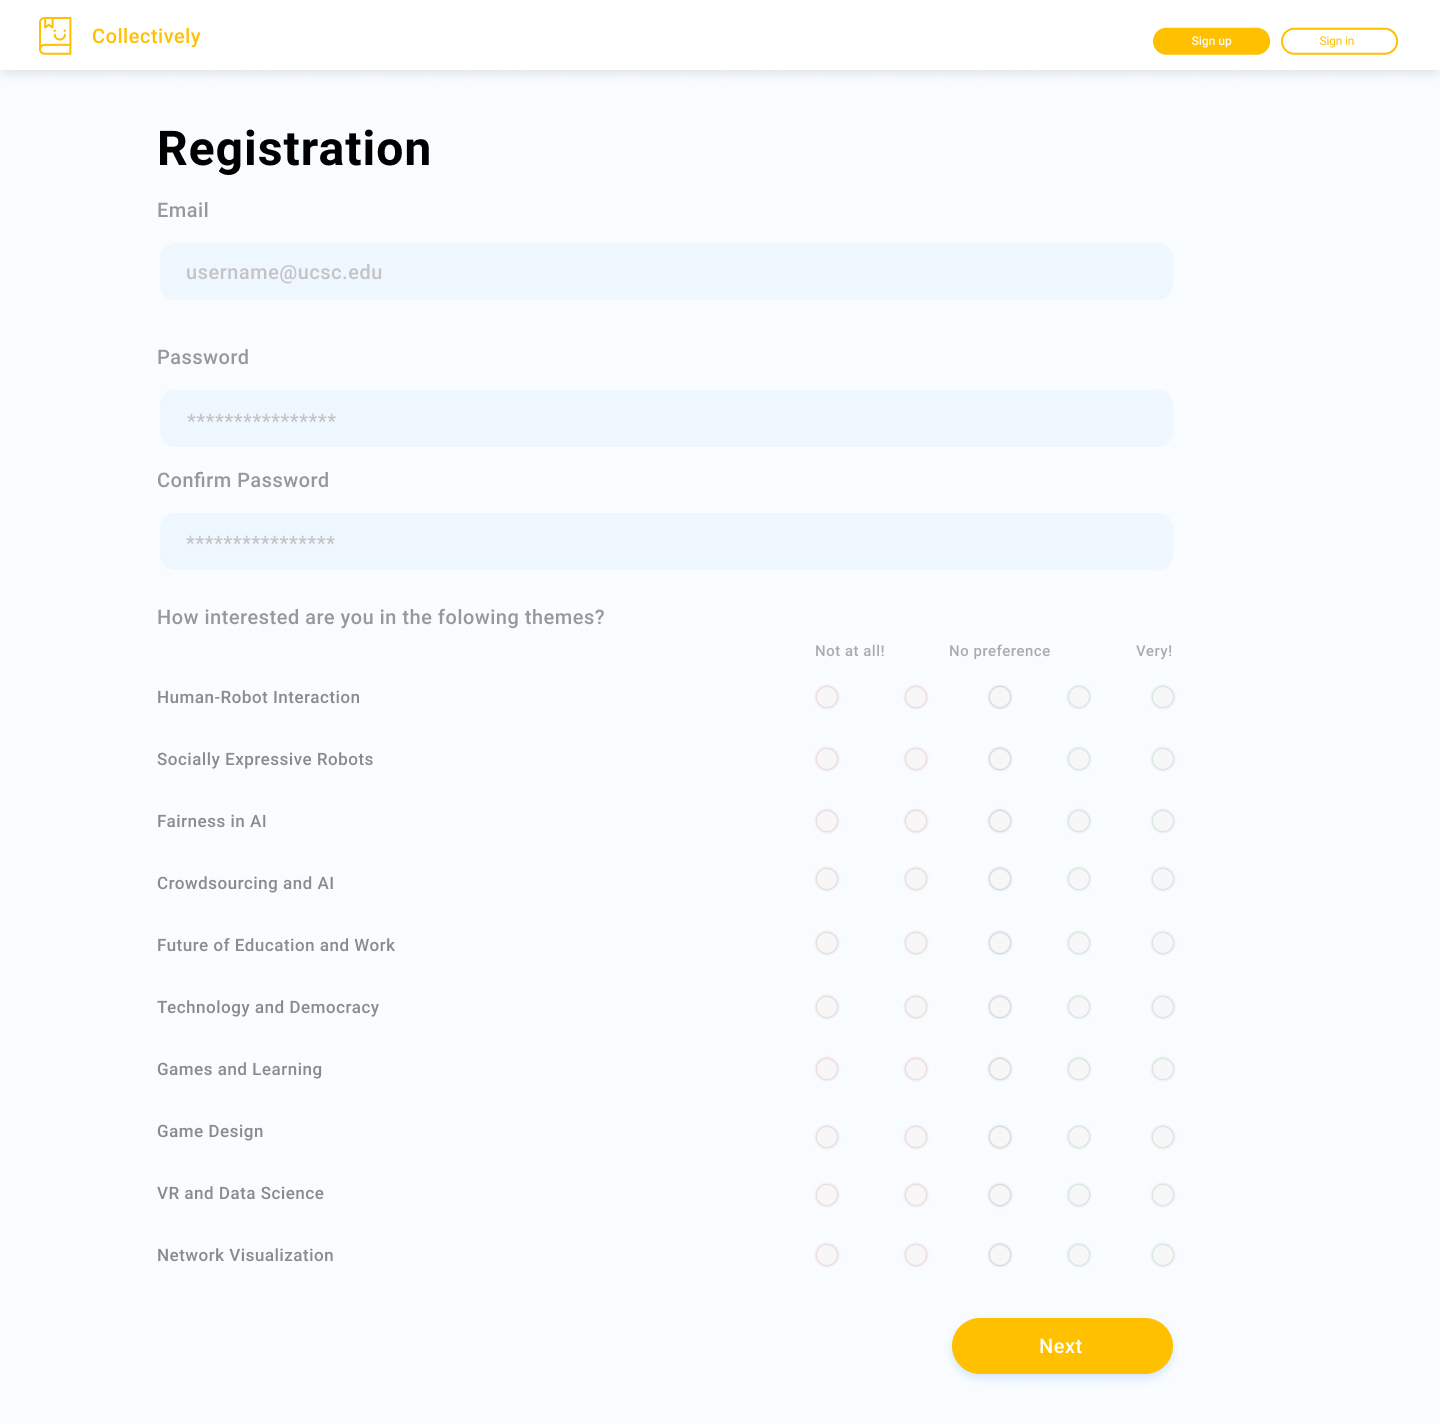 Collectively
Sign up
Sign in
Registration
Email
username@ucsc.edu
Password
****************
Confirm Password
****************
How interested are you in the folowing themes?
Not at all! No preference Very!
Human-Robot Interaction
Socially Expressive Robots
Fairness in AI
Crowdsourcing and AI
Future of Education and Work
Technology and Democracy
Games and Learning
Game Design
VR and Data Science
Network Visualization
Next